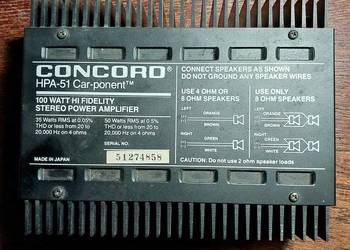 CONCORD®
HPA-51 Car-ponent™
100 WATT HI FIDELITY
STEREO POWER AMPLIFIER
35 Watts RMS at 0.05%
THD or less from 20 to
20,000 Hz on 4 ohms
50 Watts RMS at 0.5%
THD or less from 20 to
20,000 Hz on 4 ohms
SERIAL NO.
MADE IN JAPAN
51274858
CONNECT SPEAKERS AS SHOWN
DO NOT GROUND ANY SPEAKER WIRES
USE 4 OHM OR
8 OHM SPEAKERS
LEFT
ORANGE
BROWN
RIGHT
GREEN
WHITE
USE ONLY
8 OHM SPEAKERS
LEFT
ORANGE
BROWN
RIGHT
GREEN
WHITE
CAUTION: Do not use 2 ohm speaker loads